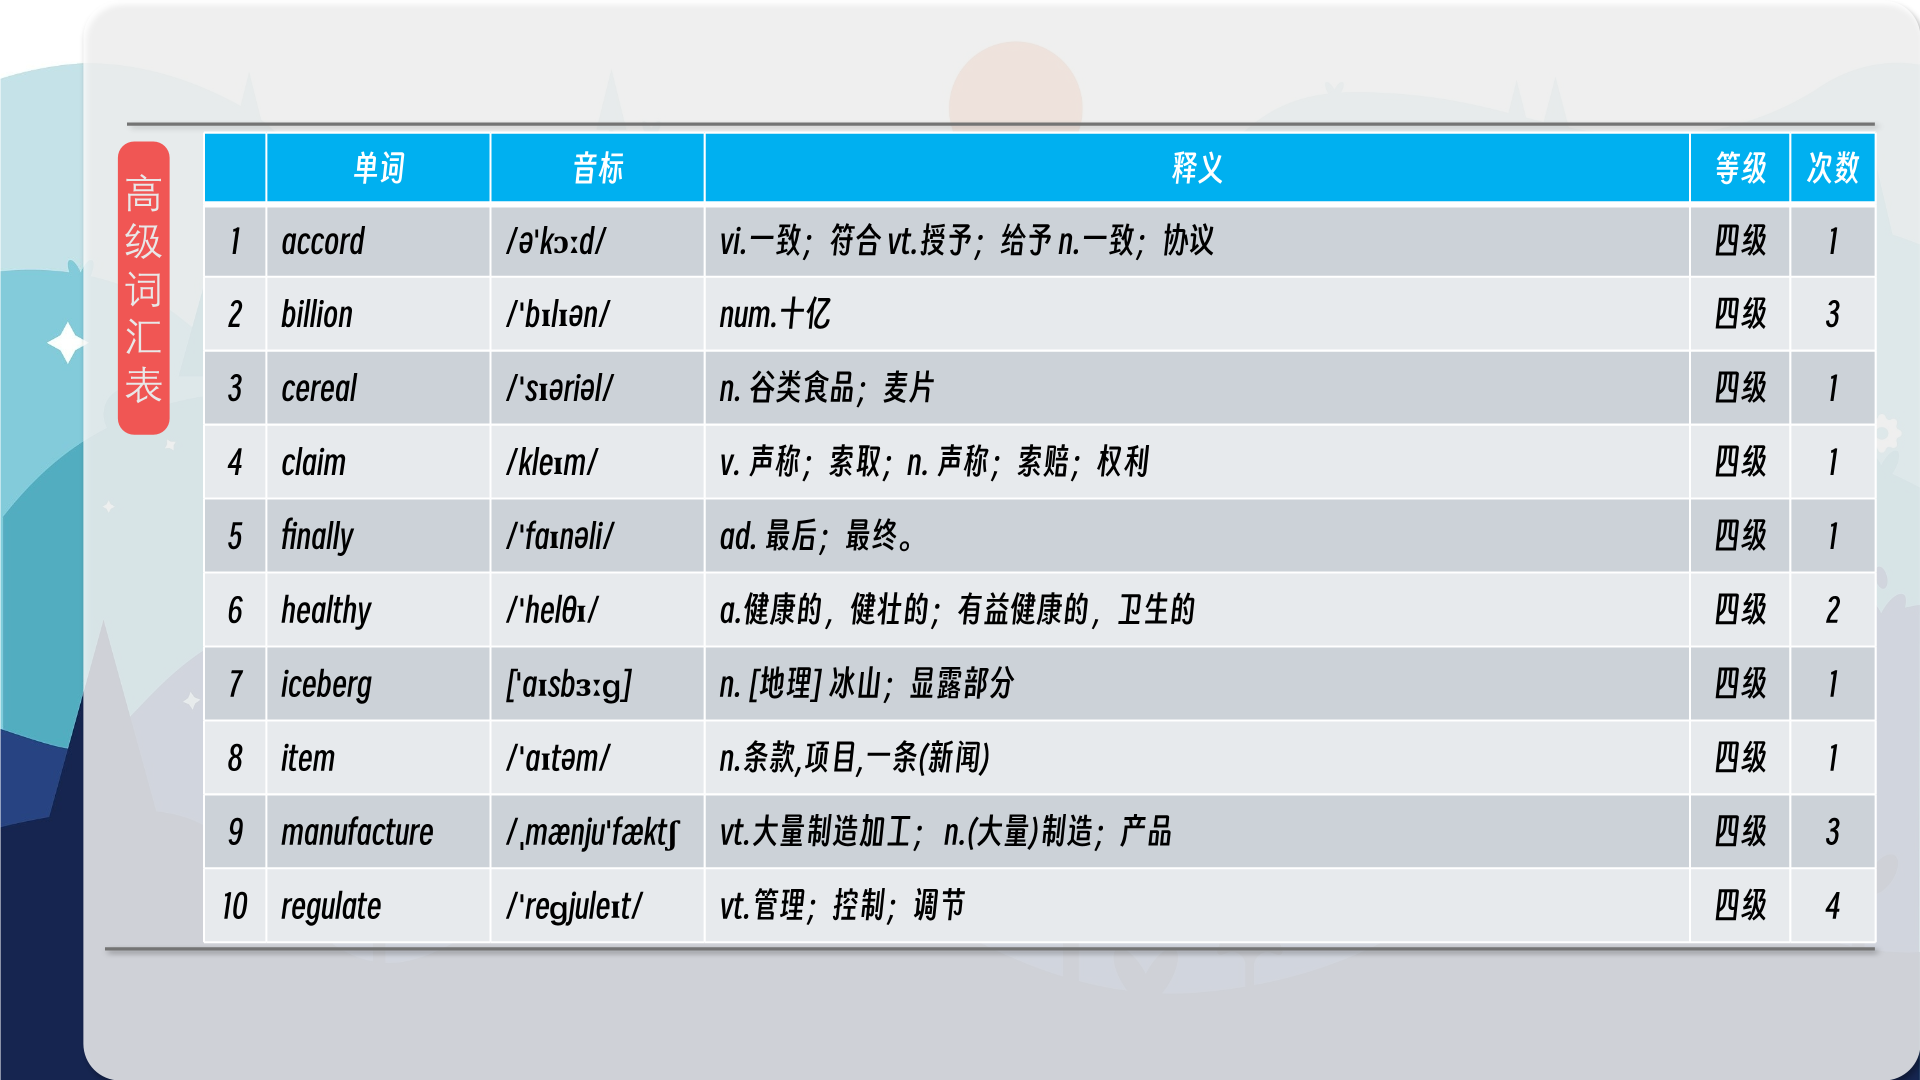 高级词汇表
单词 音标 释义 等级 次数
1 accord /ə'kɔːd/ vi.一致；符合 vt.授予；给予 n.一致；协议 四级 1
2 billion /'bɪlɪən/ num.十亿 四级 3
3 cereal /'sɪəriəl/ n. 谷类食品；麦片 四级 1
4 claim /kleɪm/ v. 声称；索取；n. 声称；索赔；权利 四级 1
5 finally /'faɪnəli/ ad. 最后；最终。 四级 1
6 healthy /'helθɪ/ a.健康的，健壮的；有益健康的，卫生的 四级 2
7 iceberg ['aɪsbɜːg] n. [地理] 冰山；显露部分 四级 1
8 item /'aɪtəm/ n.条款,项目,一条(新闻) 四级 1
9 manufacture /ˌmænju'fæktʃ vt.大量制造加工； n.(大量)制造；产品 四级 3
10 regulate /'regjuleɪt/ vt.管理；控制；调节 四级 4